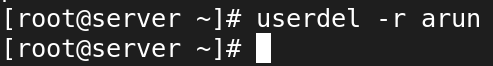 [root@server ~]# userdel -r arun
[root@server ~]#